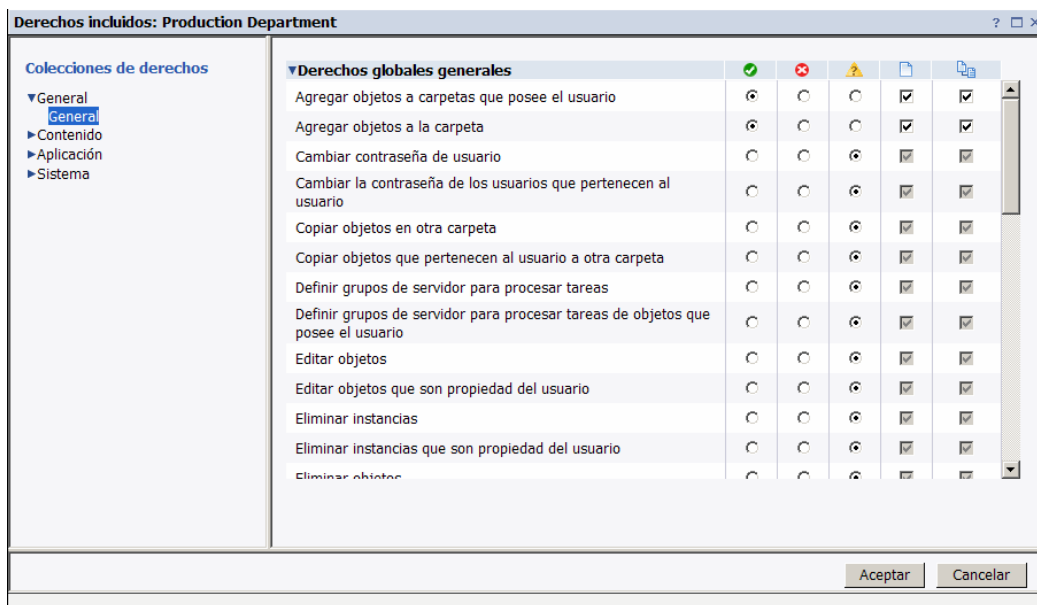 Derechos incluidos: Production Department
Colecciones de derechos
General
General
Contenido
Aplicación
Sistema
Derechos globales generales
Agregar objetos a carpetas que posee el usuario
Agregar objetos a la carpeta
Cambiar contraseña de usuario
Cambiar la contraseña de los usuarios que pertenecen al
usuario
Copiar objetos en otra carpeta
Copiar objetos que pertenecen al usuario a otra carpeta
Definir grupos de servidor para procesar tareas
Definir grupos de servidor para procesar tareas de objetos que
posee el usuario
Editar objetos
Editar objetos que son propiedad del usuario
Eliminar instancias
Eliminar instancias que son propiedad del usuario
Eliminar objetos
Aceptar Cancelar